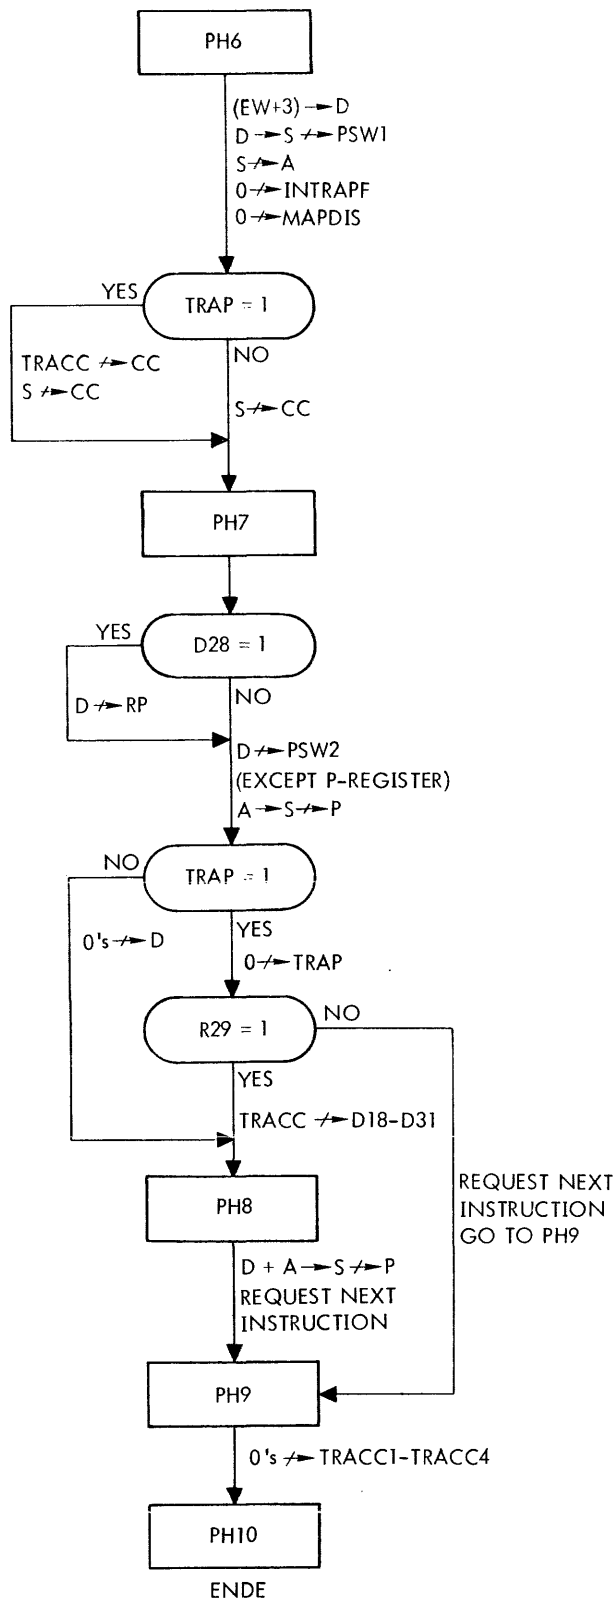 PH6
(EW+3) → D
D → S ↛ PSW1
S ↛ A
0 ↛ INTRAPF
0 ↛ MAPDIS
YES
TRAP = 1
NO
TRACC ↛ CC
S ↛ CC
S ↛ CC
PH7
YES
D28 = 1
NO
D ↛ RP
D ↛ PSW2
(EXCEPT P-REGISTER)
A → S ↛ P
NO
TRAP = 1
YES
0's ↛ D
0 ↛ TRAP
R29 = 1
NO
YES
TRACC ↛ D18-D31
REQUEST NEXT
INSTRUCTION
GO TO PH9
PH8
D + A → S ↛ P
REQUEST NEXT
INSTRUCTION
PH9
0's ↛ TRACC1-TRACC4
PH10
ENDE